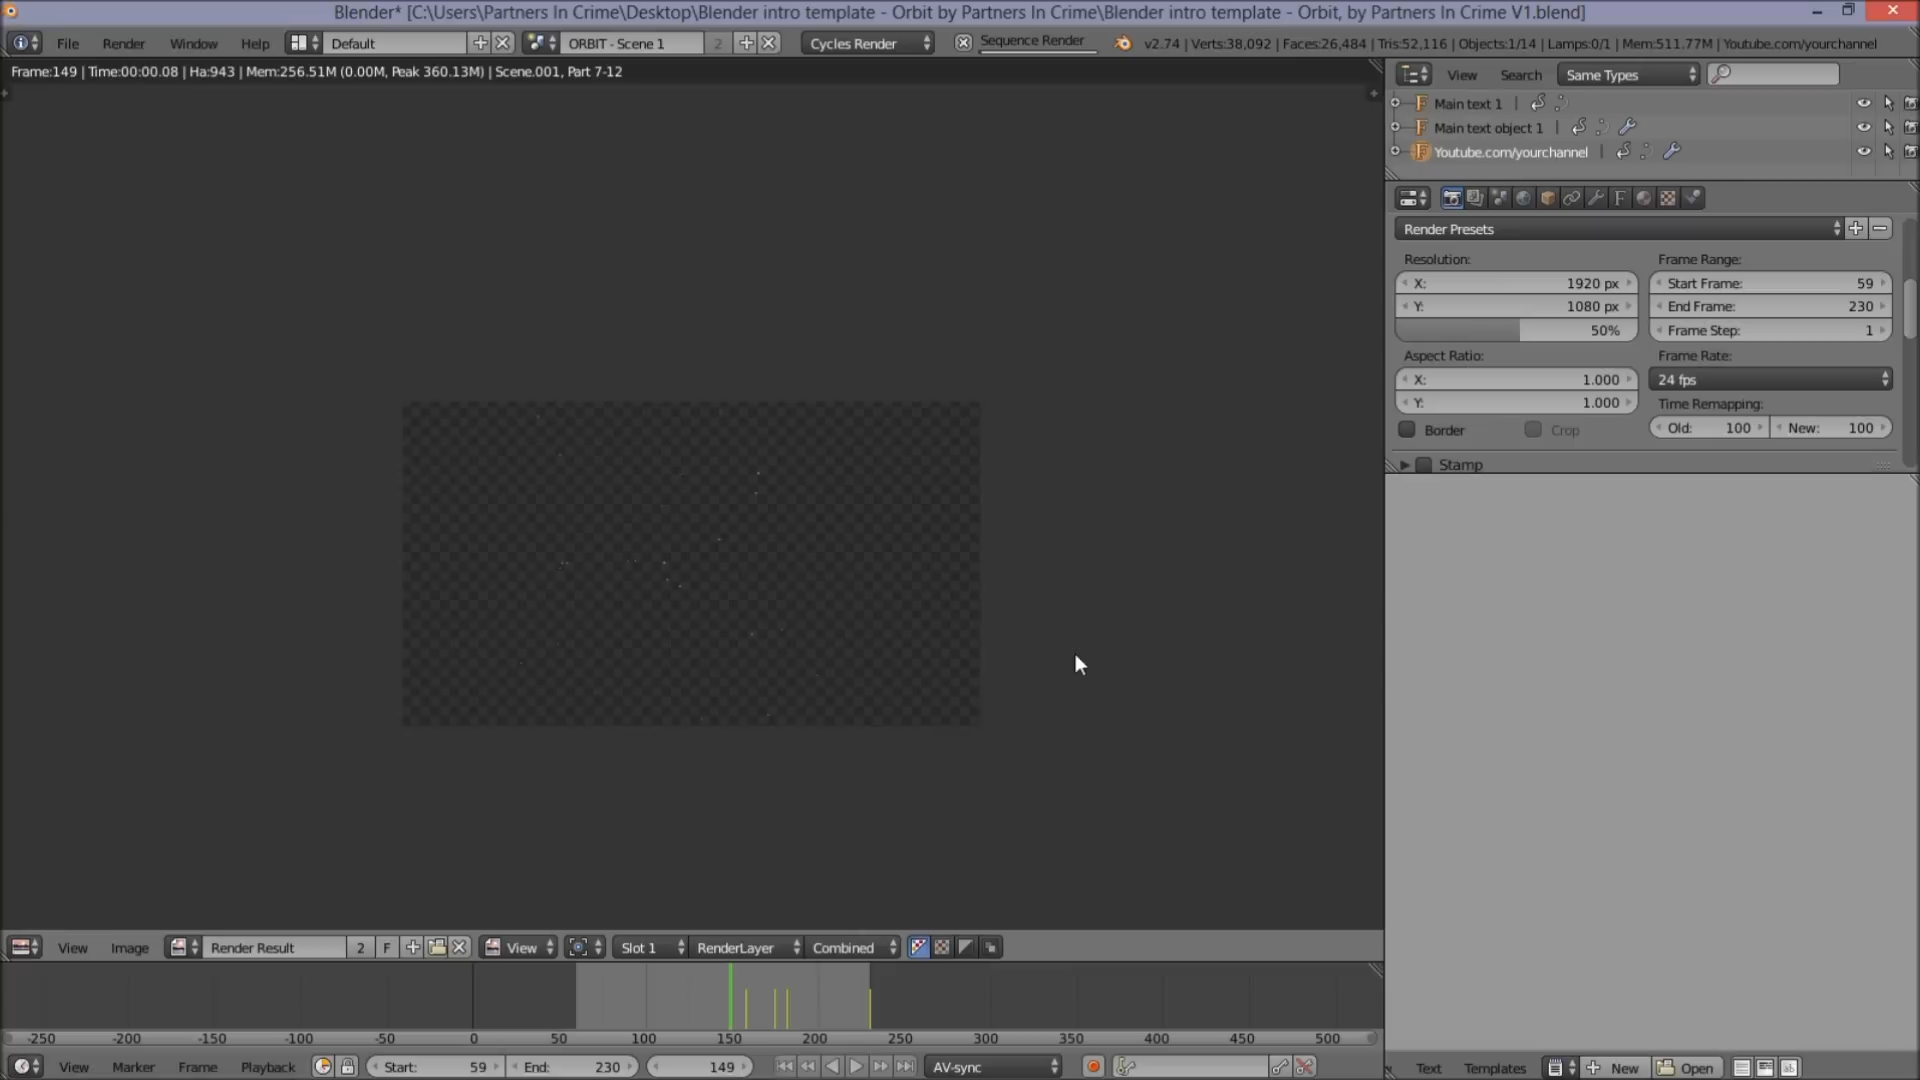 Blender* [C:\Users\Partners In Crime\Desktop\Blender intro template - Orbit by Partners In Crime\Blender intro template - Orbit, by Partners In Crime V1.blend]
File Render Window Help Default ORBIT - Scene 1 2 Cycles Render Sequence Render v2.74 | Verts:38,092 | Faces:26,484 | Tris:52,116 | Objects:1/14 | Lamps:0/1 | Mem:511.77M | Youtube.com/yourchannel
Frame:149 | Time:00:00.08 | Ha:943 | Mem:256.51M (0.00M, Peak 360.13M) | Scene.001, Part 7-12
View Search Same Types
Main text 1
Main text object 1
Youtube.com/yourchannel
Render Presets
Resolution: Frame Range:
X: 1920 px Start Frame: 59
Y: 1080 px End Frame: 230
50% Frame Step: 1
Aspect Ratio: Frame Rate:
X: 1.000 24 fps
Y: 1.000 Time Remapping:
Border Crop Old: 100 New: 100
Stamp
View Image Render Result 2 F View Slot 1 RenderLayer Combined
-250 -200 -150 -100 -50 0 50 100 150 200 250 300 350 400 450 500
View Marker Frame Playback Start: 59 End: 230 149 AV-sync
Text Templates New Open